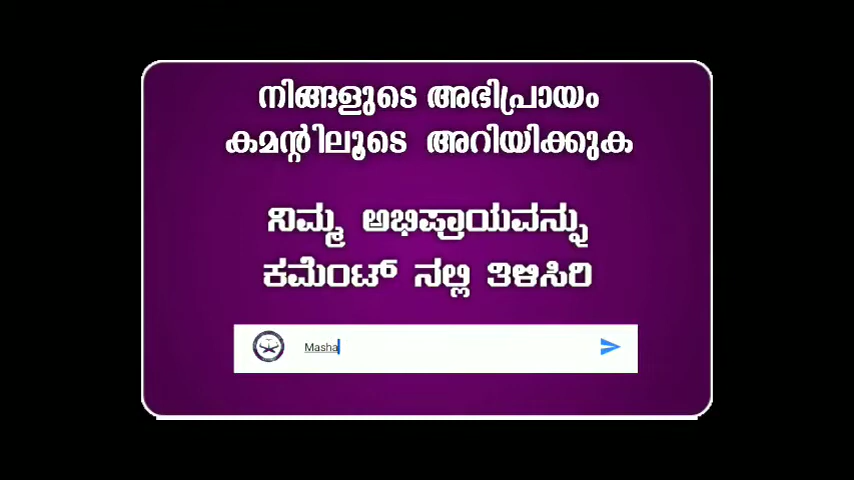 നിങ്ങളുടെ അഭിപ്രായം
കമന്റിലൂടെ അറിയിക്കുക
ನಿಮ್ಮ ಅಭಿಪ್ರಾಯವನ್ನು
ಕಮೆಂಟ್ ನಲ್ಲಿ ತಿಳಿಸಿರಿ
Masha